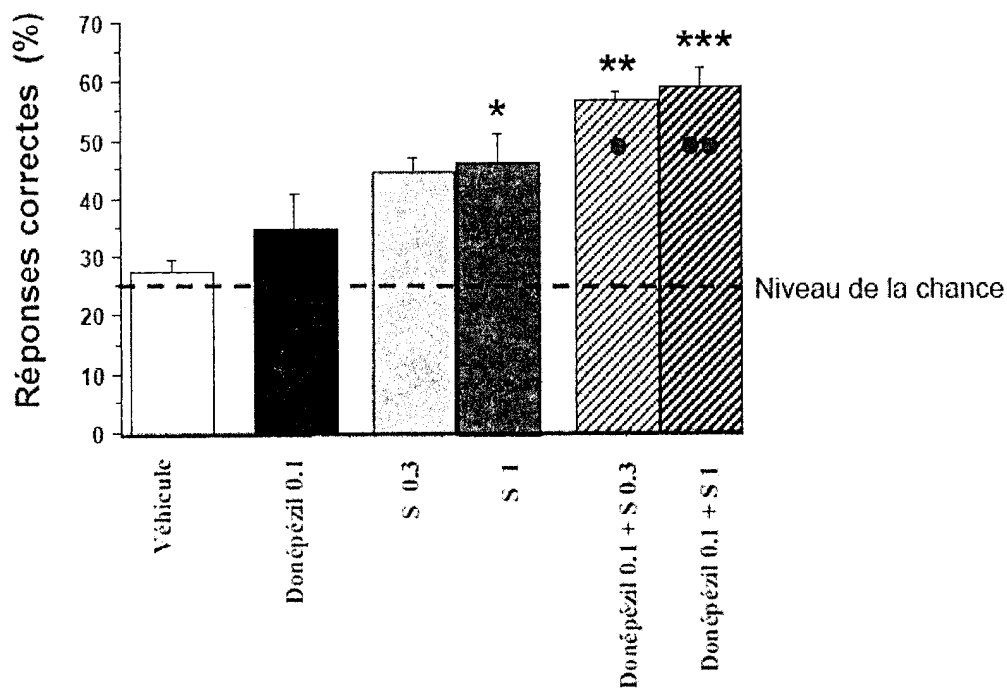 Réponses correctes (%)
70
60
50
40
30
20
10
0
*
**
***
Niveau de la chance
Véhicule
Donépézil 0.1
S 0.3
S 1
Donépézil 0.1 + S 0.3
Donépézil 0.1 + S 1